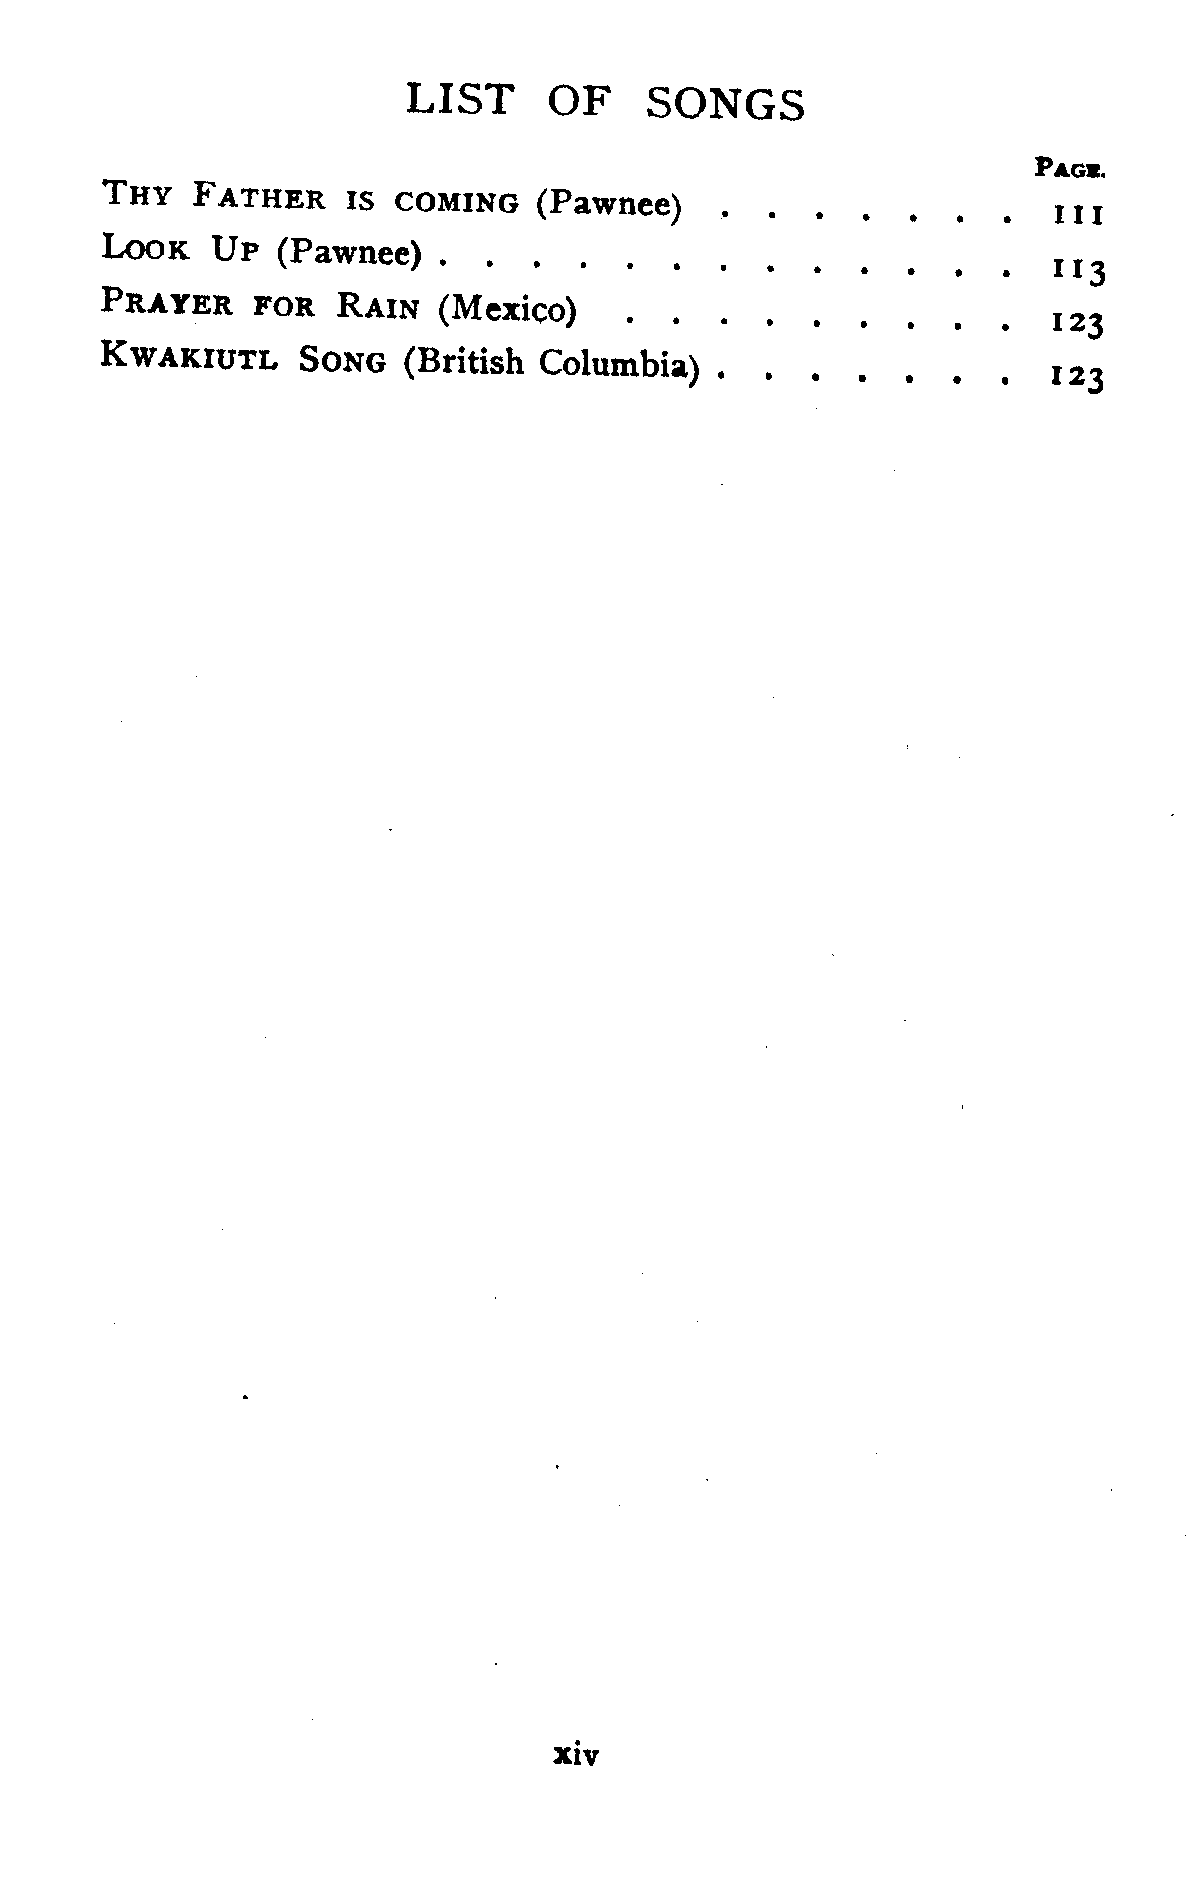 LIST OF SONGS
PAGE.
THY FATHER IS COMING (Pawnee) . . . . . . . 111
LOOK UP (Pawnee) . . . . . . . . . . . . . 113
PRAYER FOR RAIN (Mexico) . . . . . . . . . 123
KWAKIUTL SONG (British Columbia) . . . . . . . 123
xiv